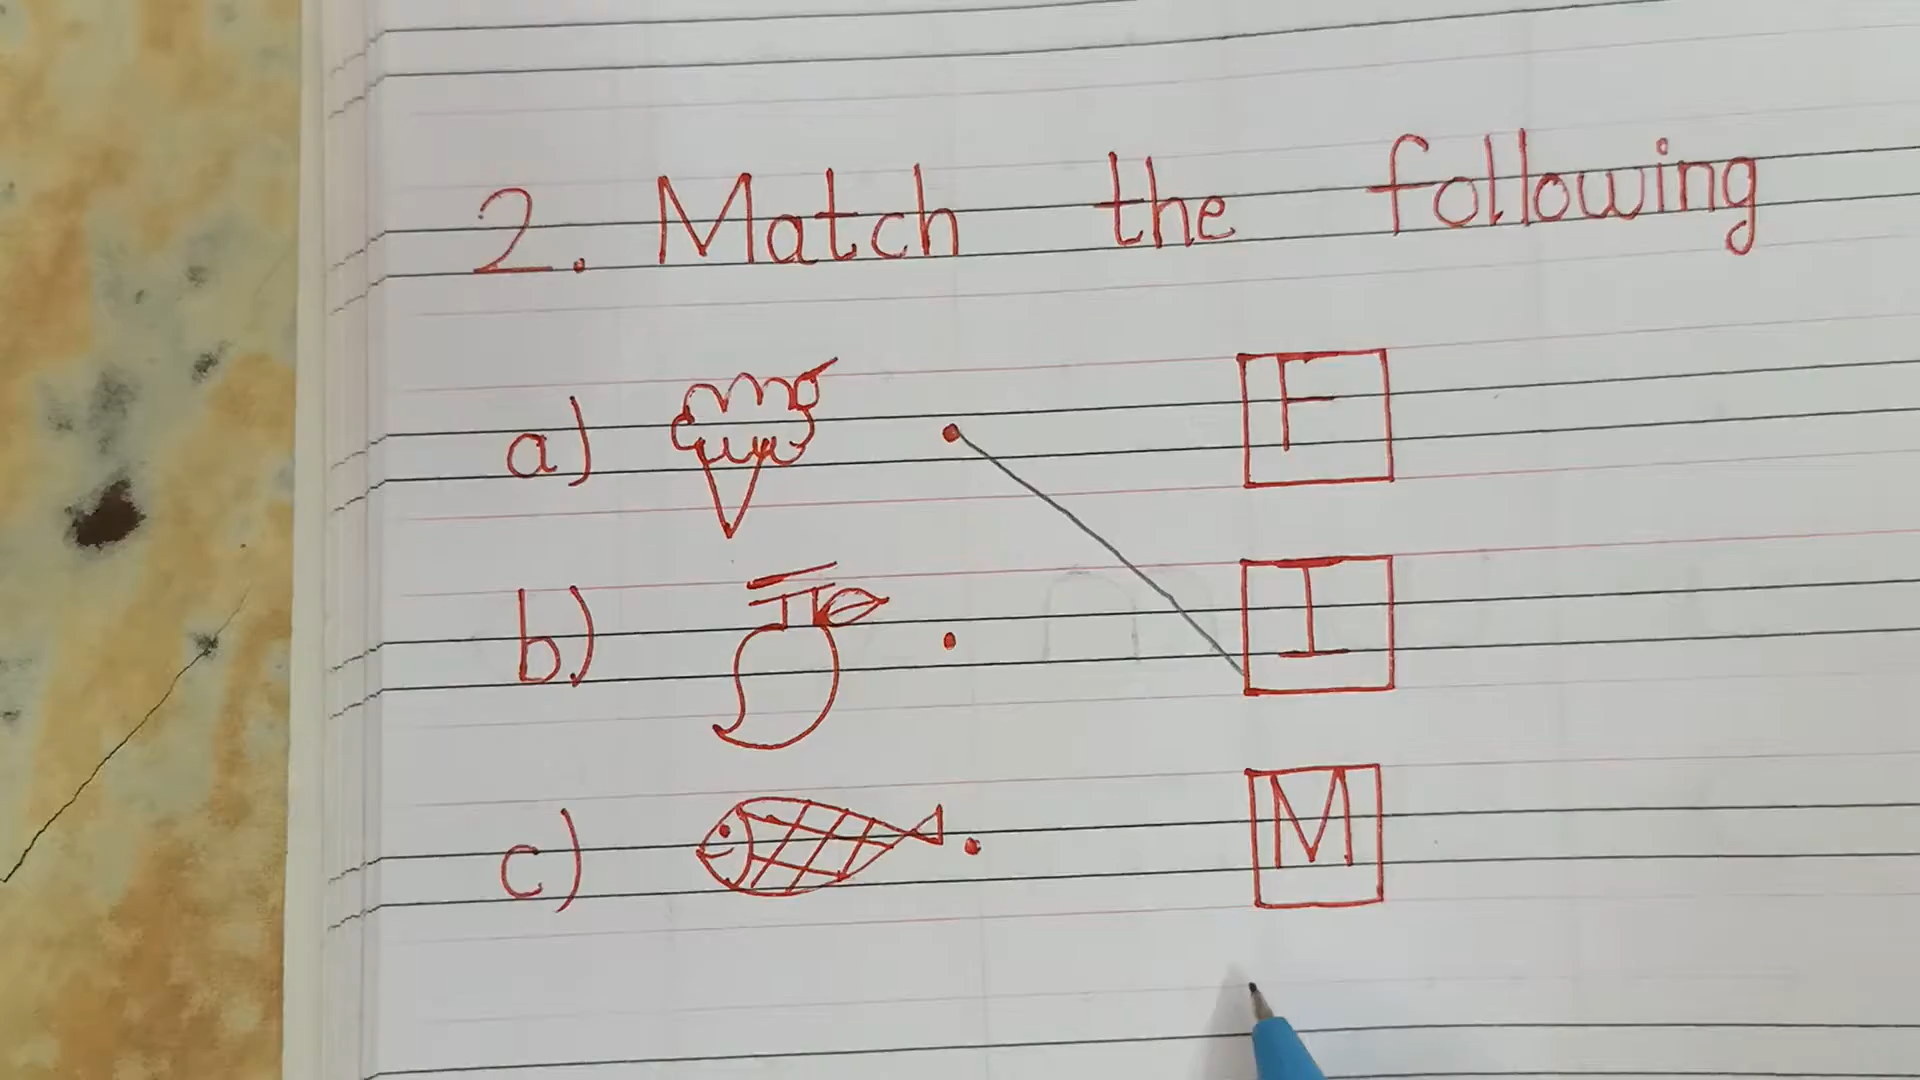 2. Match the following
a) F
b.) I
c) M